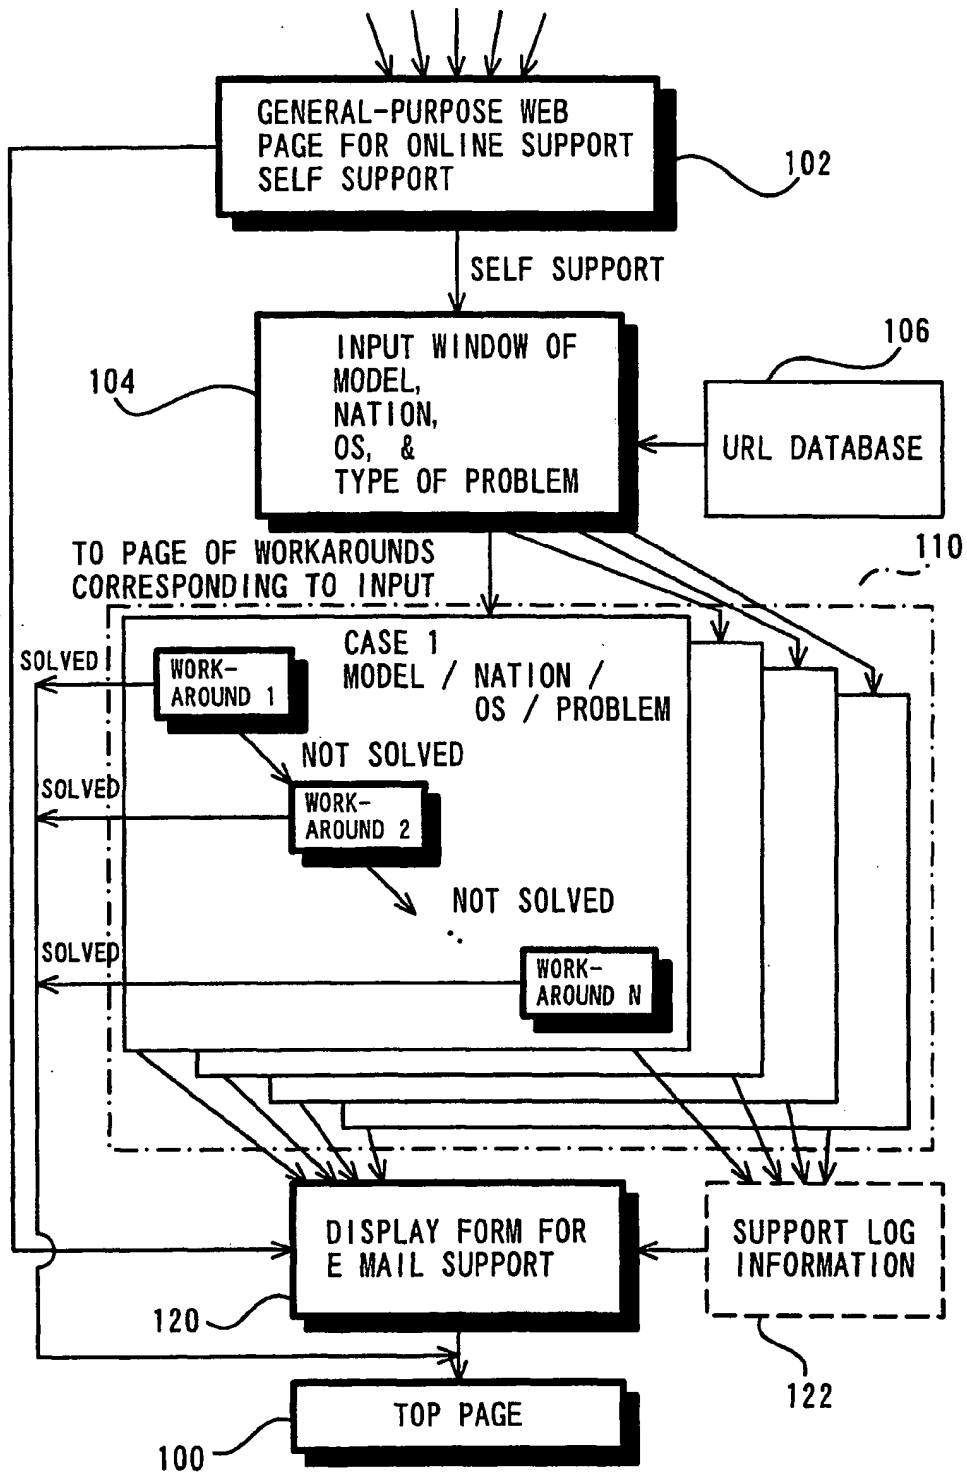 GENERAL-PURPOSE WEB
PAGE FOR ONLINE SUPPORT
SELF SUPPORT
102
SELF SUPPORT
INPUT WINDOW OF
MODEL,
NATION,
OS, &
TYPE OF PROBLEM
104
106
URL DATABASE
TO PAGE OF WORKAROUNDS
CORRESPONDING TO INPUT
110
CASE 1
MODEL / NATION /
OS / PROBLEM
SOLVED
WORK-
AROUND 1
NOT SOLVED
SOLVED
WORK-
AROUND 2
NOT SOLVED
SOLVED
WORK-
AROUND N
DISPLAY FORM FOR
E MAIL SUPPORT
120
SUPPORT LOG
INFORMATION
122
TOP PAGE
100